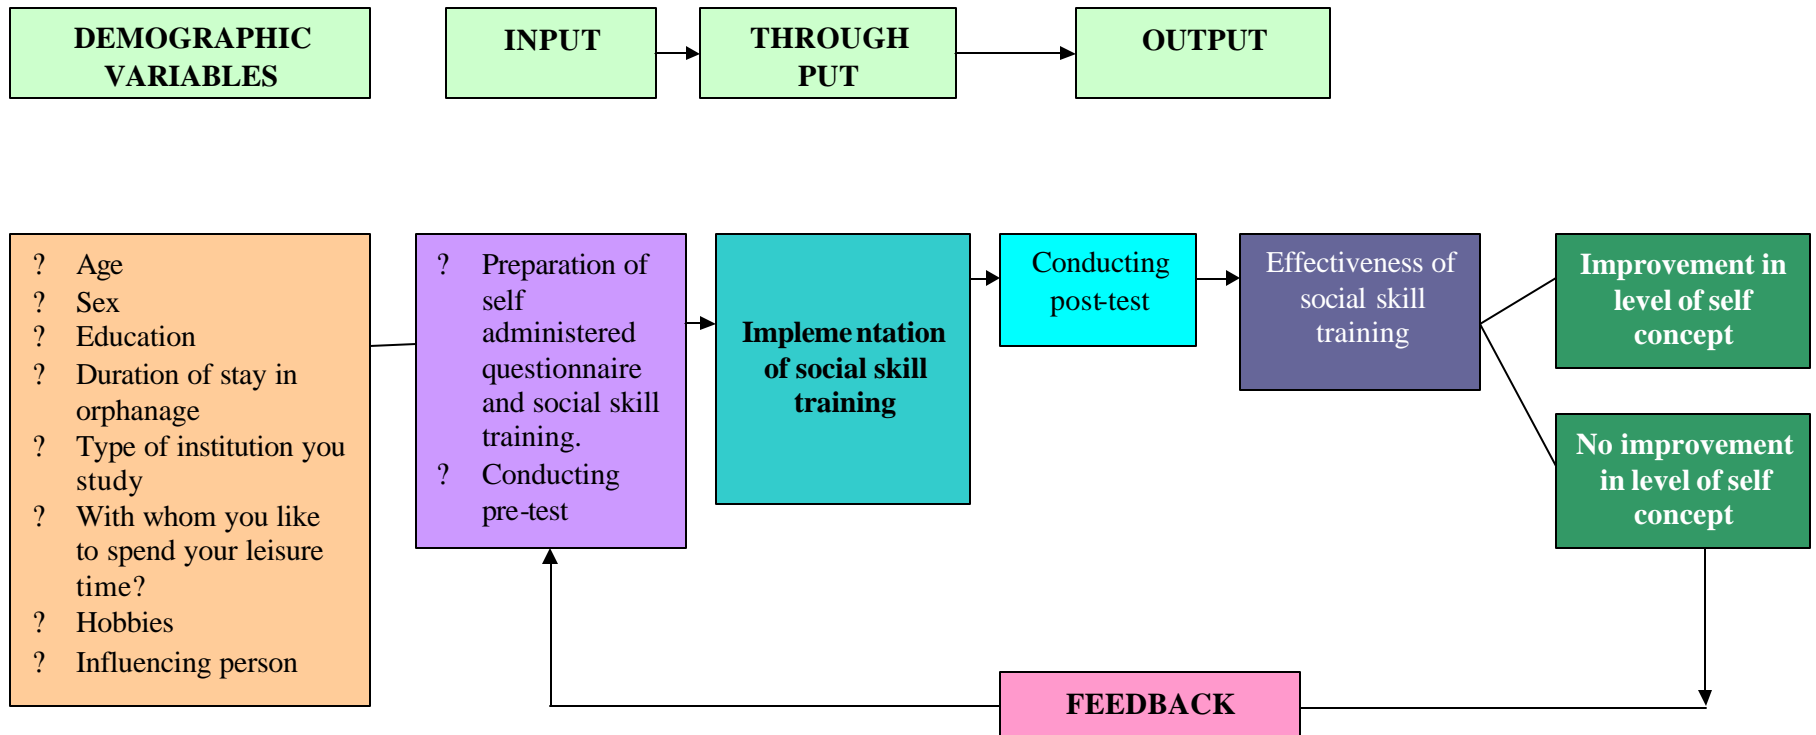 DEMOGRAPHIC
VARIABLES
INPUT
THROUGH
PUT
OUTPUT
? Age
? Sex
? Education
? Duration of stay in
orphanage
? Type of institution you
study
? With whom you like
to spend your leisure
time?
? Hobbies
? Influencing person
? Preparation of
self
administered
questionnaire
and social skill
training.
? Conducting
pre-test
Impleme ntation
of social skill
training
Conducting
post-test
Effectiveness of
social skill
training
Improvement in
level of self
concept
No improvement
in level of self
concept
FEEDBACK